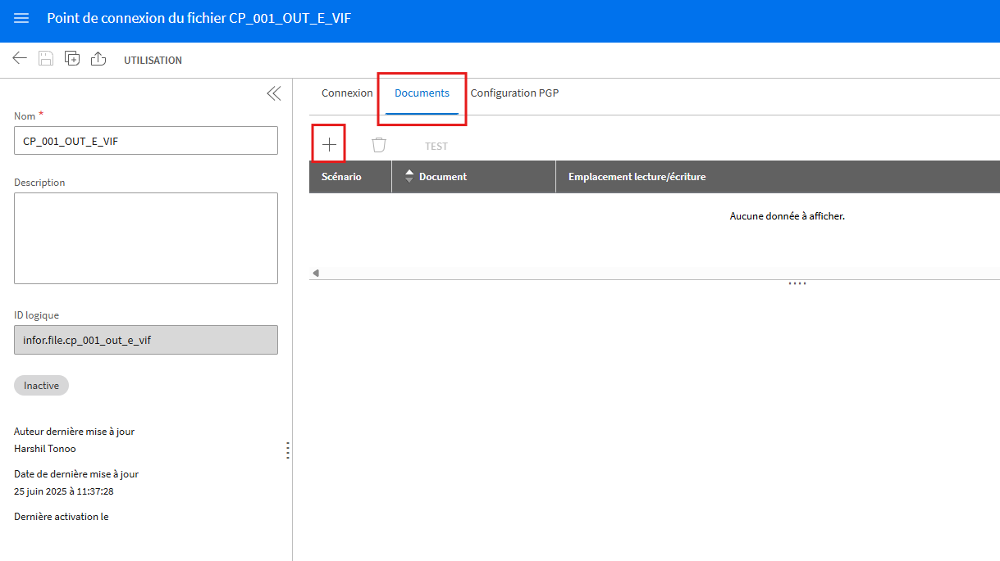 Point de connexion du fichier CP_001_OUT_E_VIF
UTILISATION
Nom *
CP_001_OUT_E_VIF
Description
ID logique
infor.file.cp_001_out_e_vif
Inactive
Auteur dernière mise à jour
Harshil Tonoo
Date de dernière mise à jour
25 juin 2025 à 11:37:28
Dernière activation le
Connexion Documents Configuration PGP
TEST
Scénario Document Emplacement lecture/écriture
Aucune donnée à afficher.